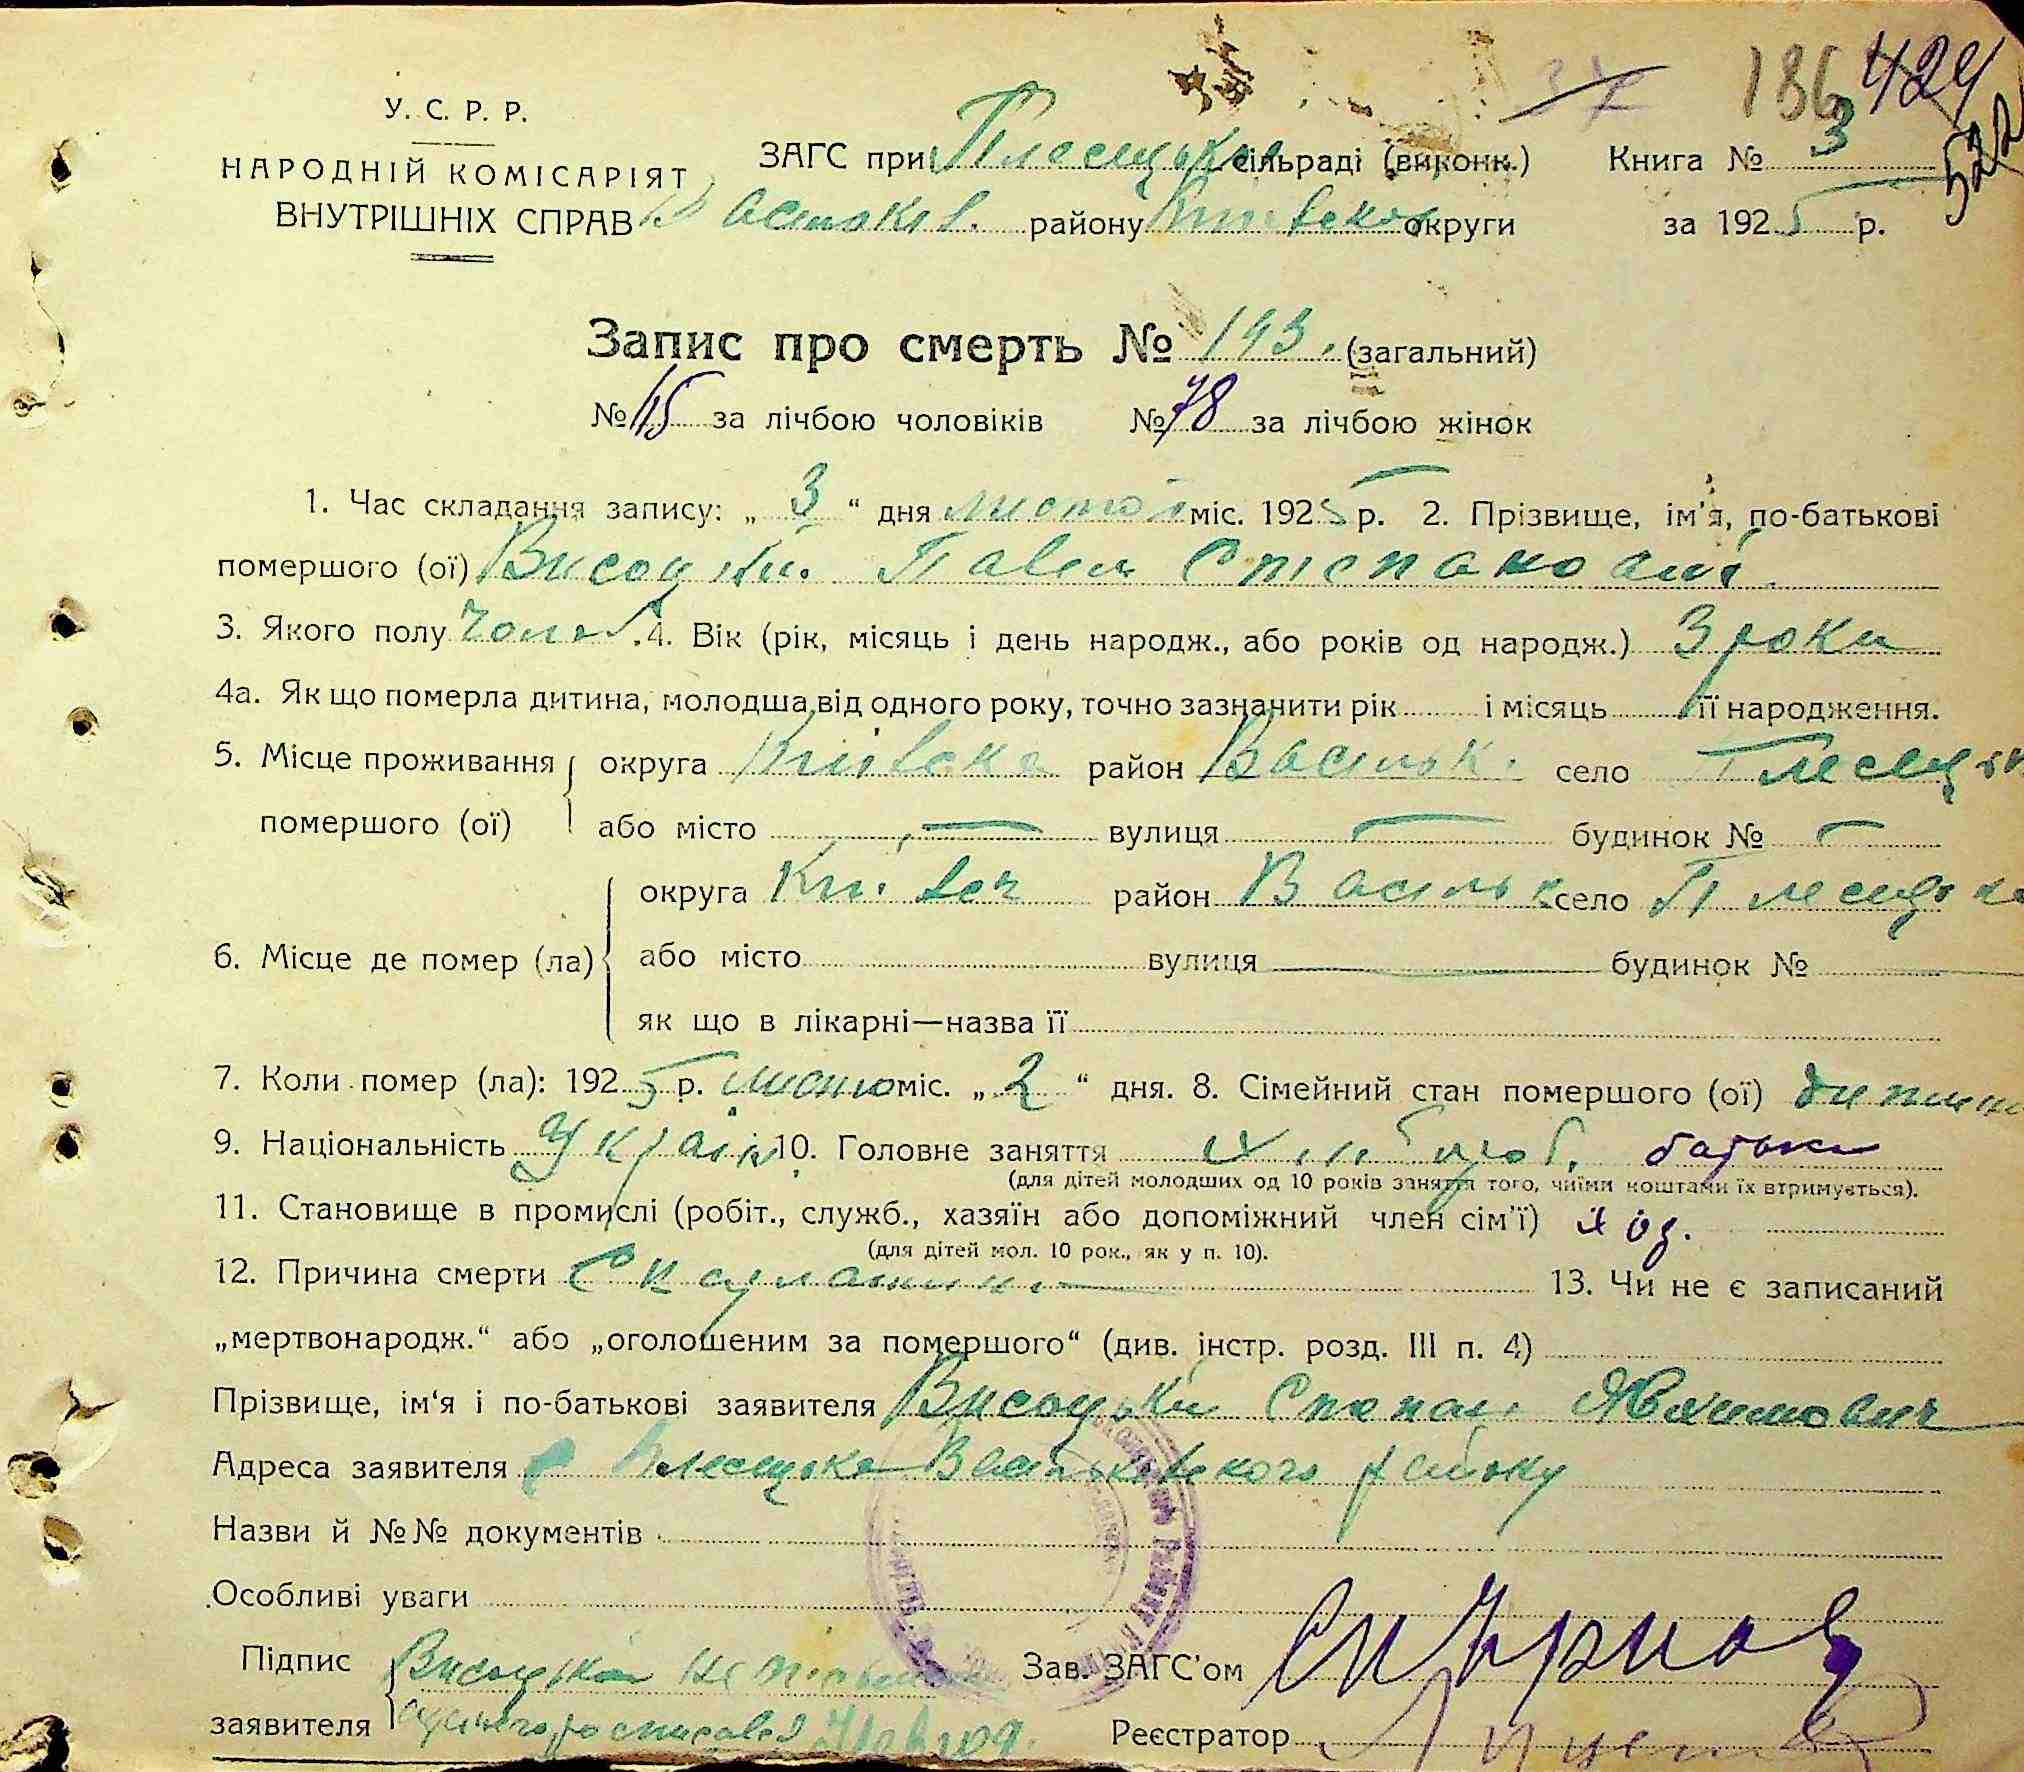 186 424
522
У. С. Р. Р.
НАРОДНІЙ КОМІСАРІЯТ
ВНУТРІШНІХ СПРАВ
ЗАГС при Плесецькій сільраді (виконк.) Книга № 3
Васильків. району Київської округи за 1925 р.
Запис про смерть № 193. (загальний)
№ 115 за лічбою чоловіків № 78 за лічбою жінок
1. Час складання запису: „ 3 “ дня листоп міс. 1925 р. 2. Прізвище, ім'я, по-батькові
помершого (ої) Висоцький Павел Степанович
3. Якого полу чолов. 4. Вік (рік, місяць і день народж., або років од народж.) 3 роки
4а. Як що померла дитина, молодша від одного року, точно зазначити рік і місяць її народження.
5. Місце проживання округа Київська район Васильк. село Плесецьк
помершого (ої) або місто — вулиця — будинок № —
округа Київськ район Васильк село Плесецьке
6. Місце де помер (ла) або місто вулиця — будинок № —
як що в лікарні—назва її
7. Коли помер (ла): 1925 р. листо міс. „ 2 “ дня. 8. Сімейний стан помершого (ої) дитина
9. Національність Україн 10. Головне заняття хлібороб. батьки
(для дітей молодших од 10 років заняття того, чиїми коштами їх втримується).
11. Становище в промислі (робіт., служб., хазяїн або допоміжний член сім'ї) хоз.
(для дітей мол. 10 рок., як у п. 10).
12. Причина смерти Скарлатина 13. Чи не є записаний
„мертвонародж.“ або „оголошеним за помершого“ (див. інстр. розд. III п. 4)
Прізвище, ім'я і по-батькові заявителя Висоцький Степан Якимович
Адреса заявителя с Плесецьке Васильківського району
Назви й №№ документів
Особливі уваги
Підпис Висоцький Зав. ЗАГС'ом
заявителя Реєстратор